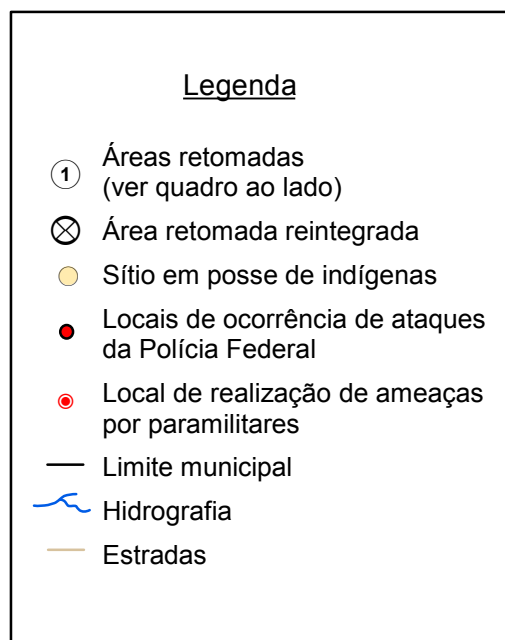 Legenda
1 Áreas retomadas
(ver quadro ao lado)
Área retomada reintegrada
Sítio em posse de indígenas
Locais de ocorrência de ataques
da Polícia Federal
Local de realização de ameaças
por paramilitares
Limite municipal
Hidrografia
Estradas